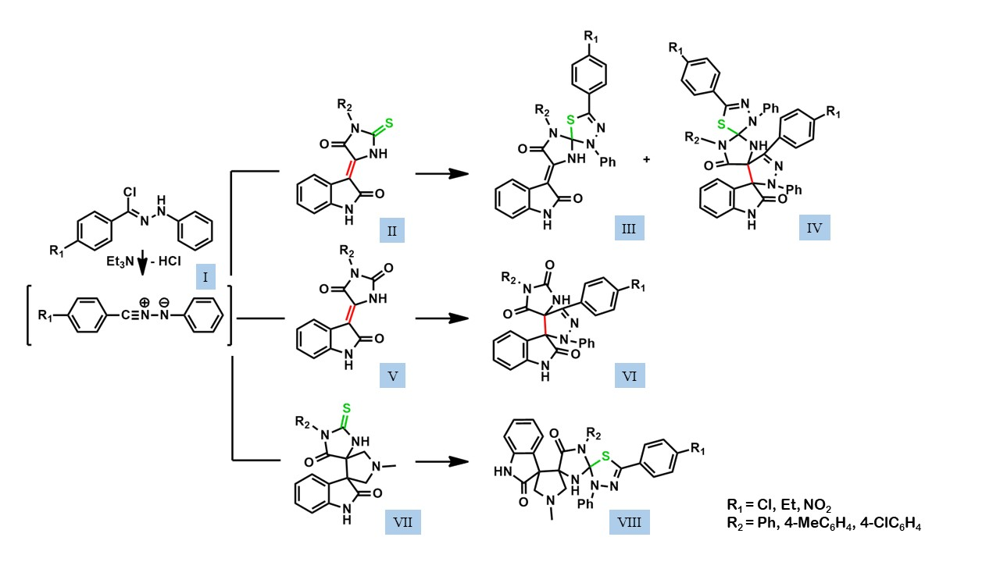 Cl
H
N
N
R1
Et3N
- HCl
I
R1
C≡N-N
⊕ ⊖
R2
N
S
O
NH
O
N
H
II
R1
R2
S
N
N
O
N
NH
Ph
O
N
H
III
+
R1
N
Ph
R1
S
N
R2
N
NH
O
N
N
Ph
O
N
H
IV
R2
O
N
O
NH
O
N
H
V
O
R2
N
R1
NH
O
N
N
Ph
O
N
H
VI
S
R2
N
NH
O
N
O
N
H
VII
O
R2
N
S
R1
HN
N
H
N
N
O
N
Ph
VIII
R1 = Cl, Et, NO2
R2 = Ph, 4-MeC6H4, 4-ClC6H4